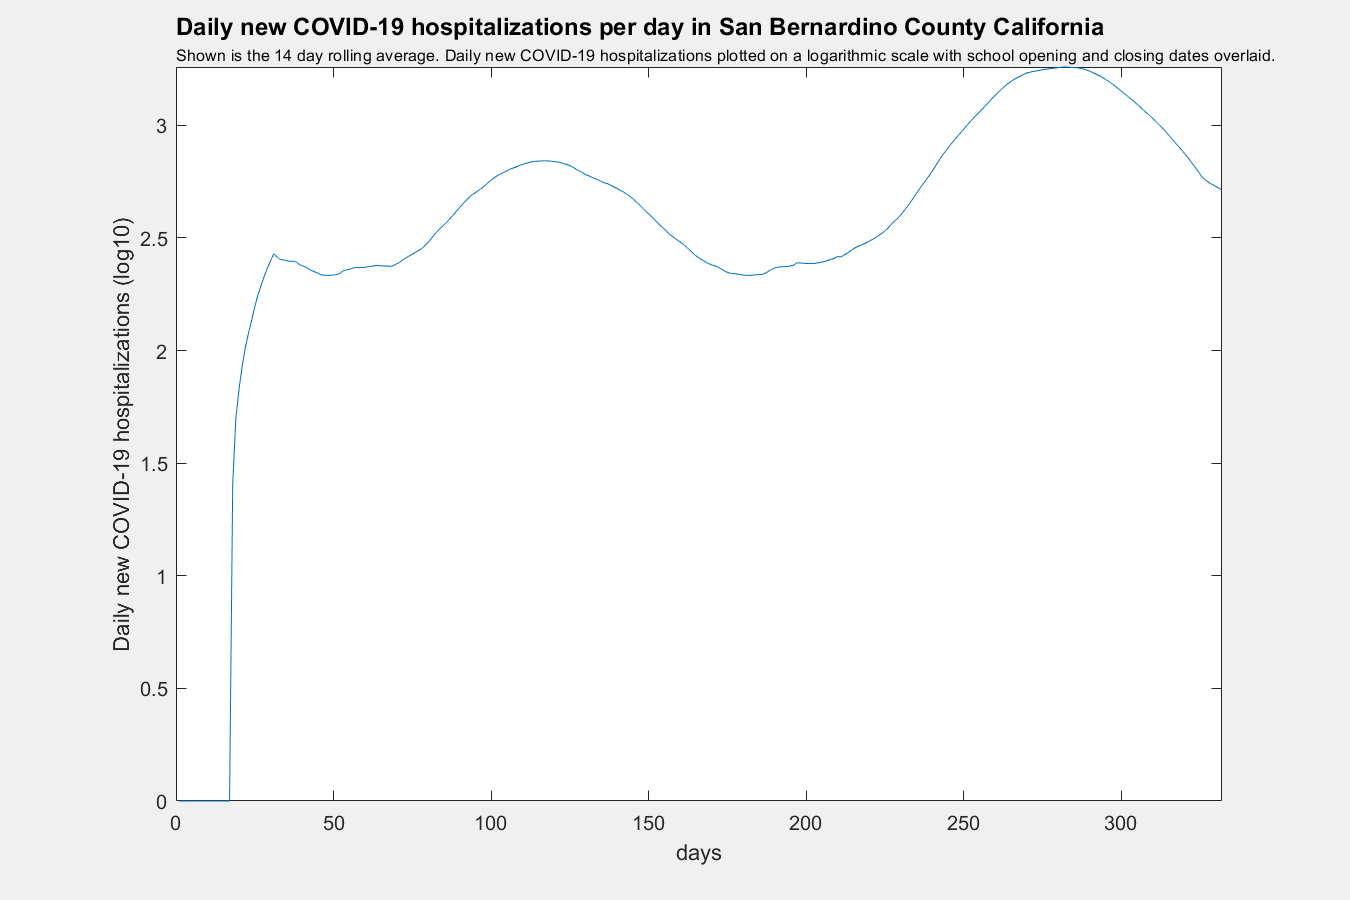 Daily new COVID-19 hospitalizations per day in San Bernardino County California
Shown is the 14 day rolling average. Daily new COVID-19 hospitalizations plotted on a logarithmic scale with school opening and closing dates overlaid.
Daily new COVID-19 hospitalizations (log10)
3
2.5
2
1.5
1
0.5
0
0 50 100 150 200 250 300
days